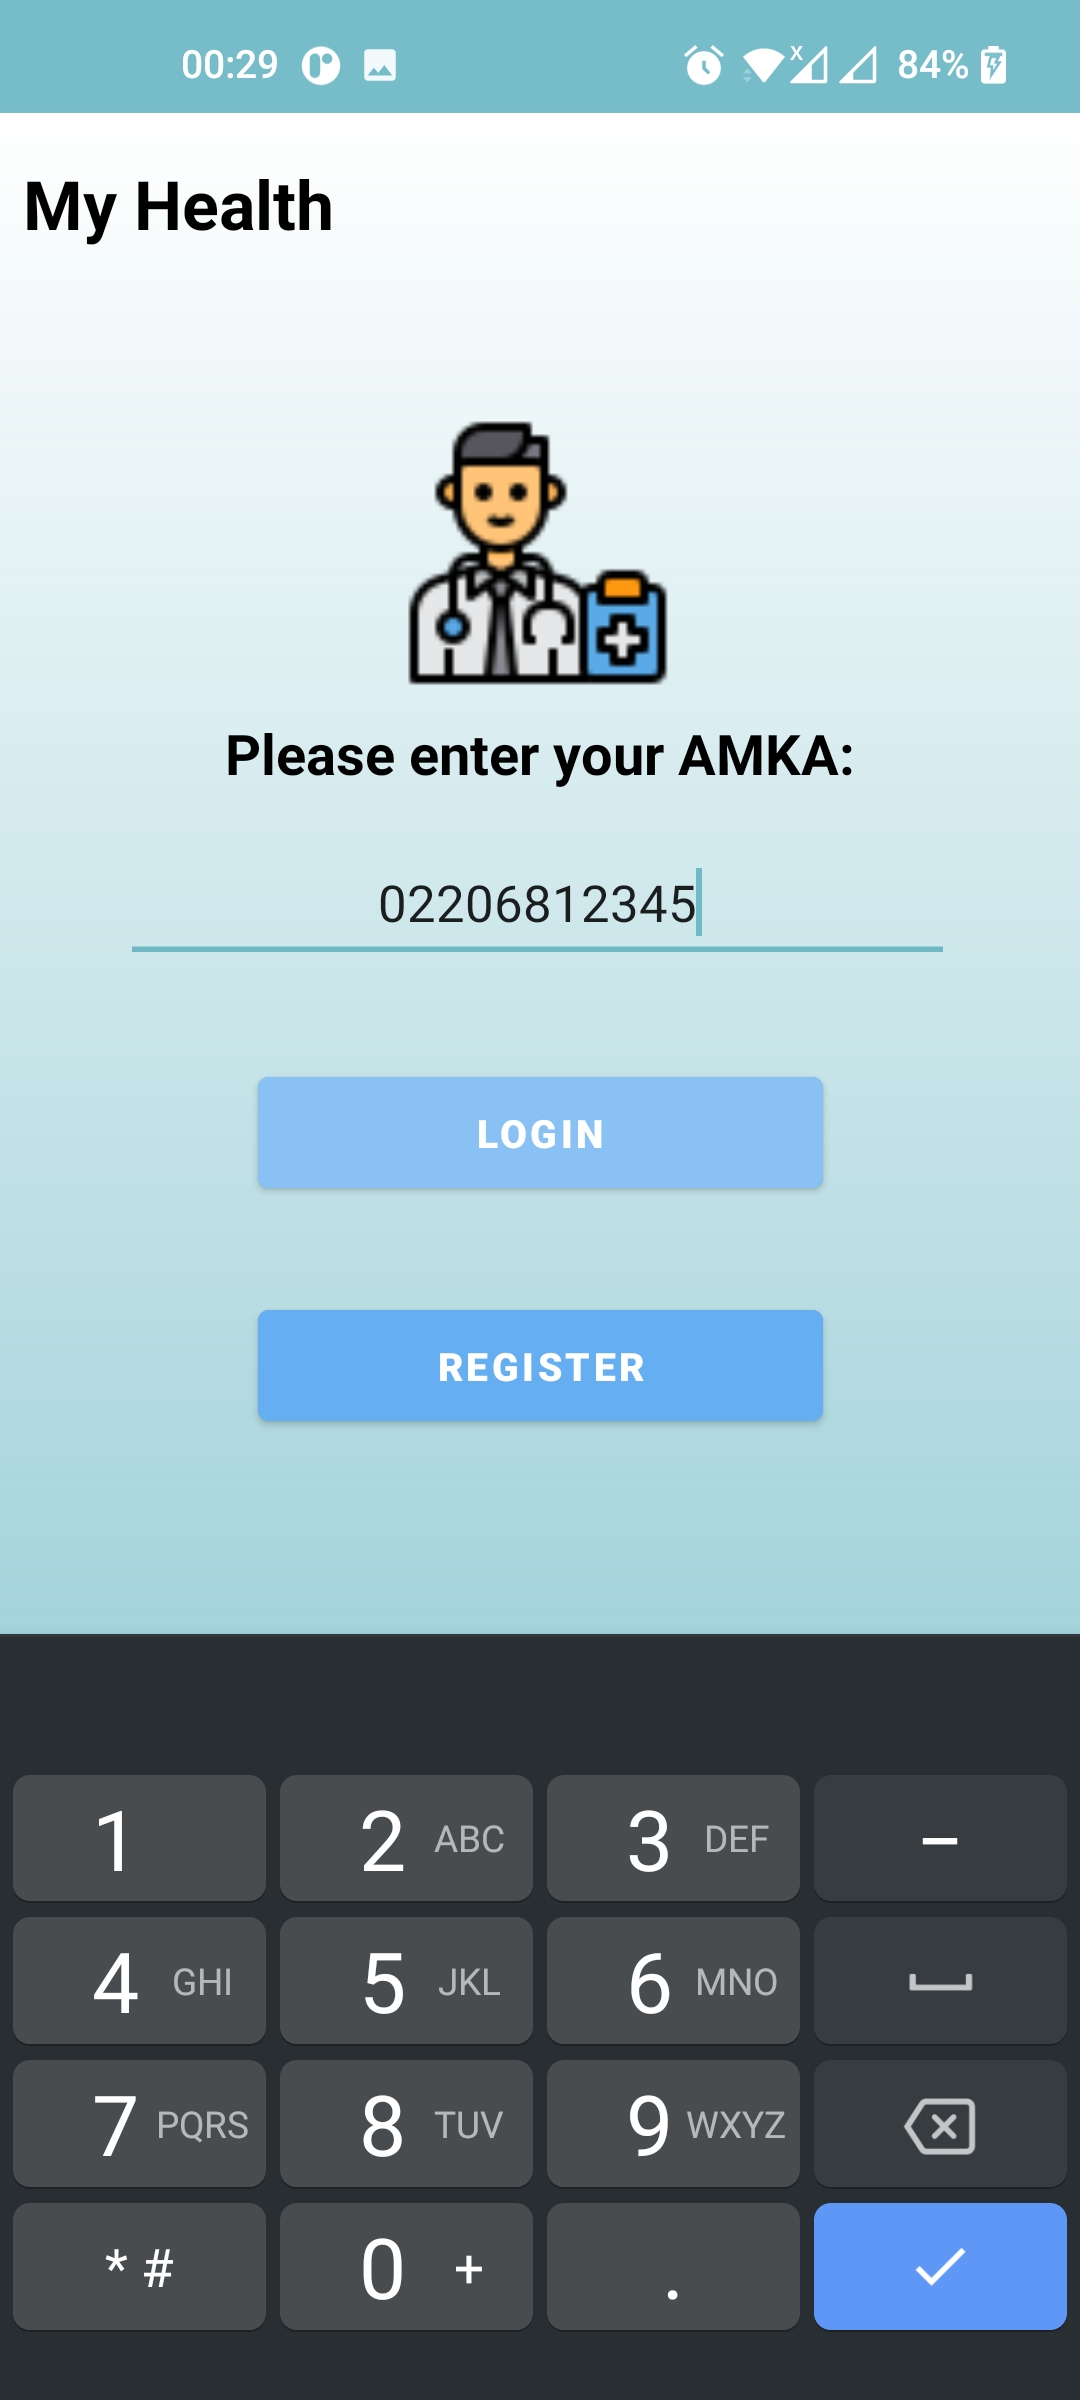 00:29 84%
My Health
Please enter your AMKA:
02206812345
LOGIN
REGISTER
1 2 ABC 3 DEF –
4 GHI 5 JKL 6 MNO
7 PQRS 8 TUV 9 WXYZ
* # 0 + .